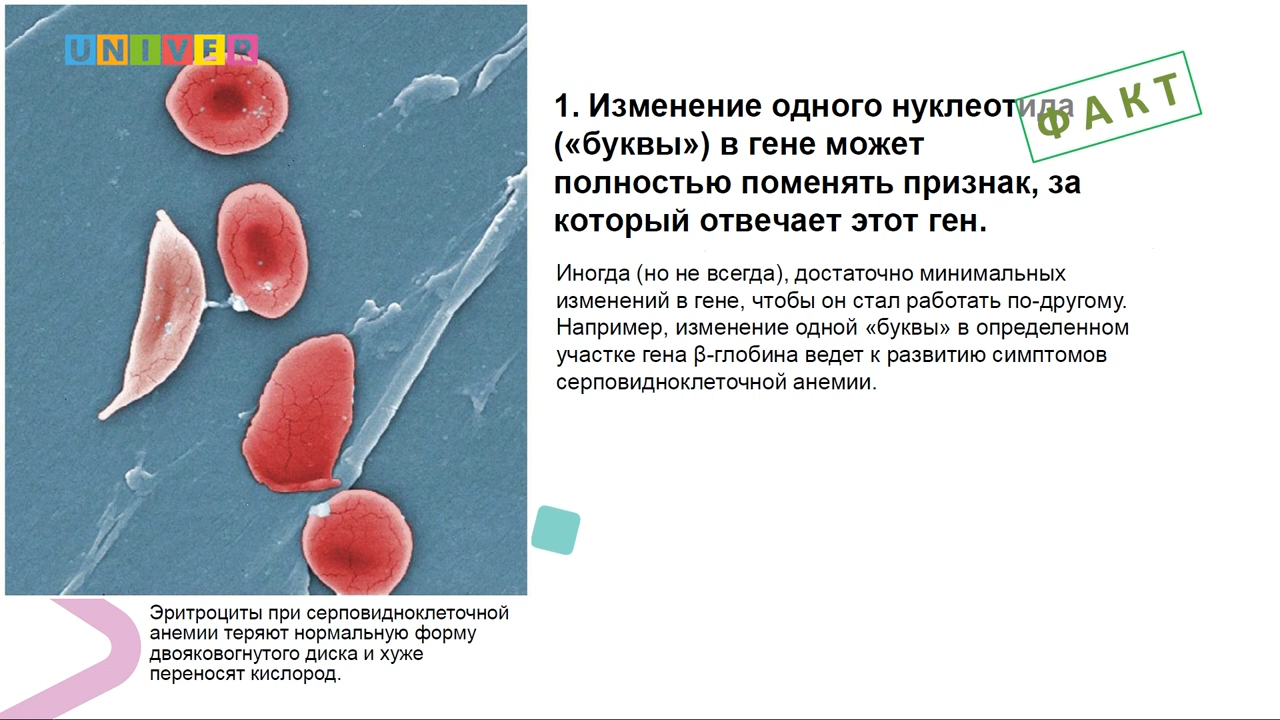 UNIVER
1. Изменение одного нуклеотида
(«буквы») в гене может
полностью поменять признак, за
который отвечает этот ген.
ФАКТ
Иногда (но не всегда), достаточно минимальных
изменений в гене, чтобы он стал работать по-другому.
Например, изменение одной «буквы» в определенном
участке гена β-глобина ведет к развитию симптомов
серповидноклеточной анемии.
Эритроциты при серповидноклеточной
анемии теряют нормальную форму
двояковогнутого диска и хуже
переносят кислород.